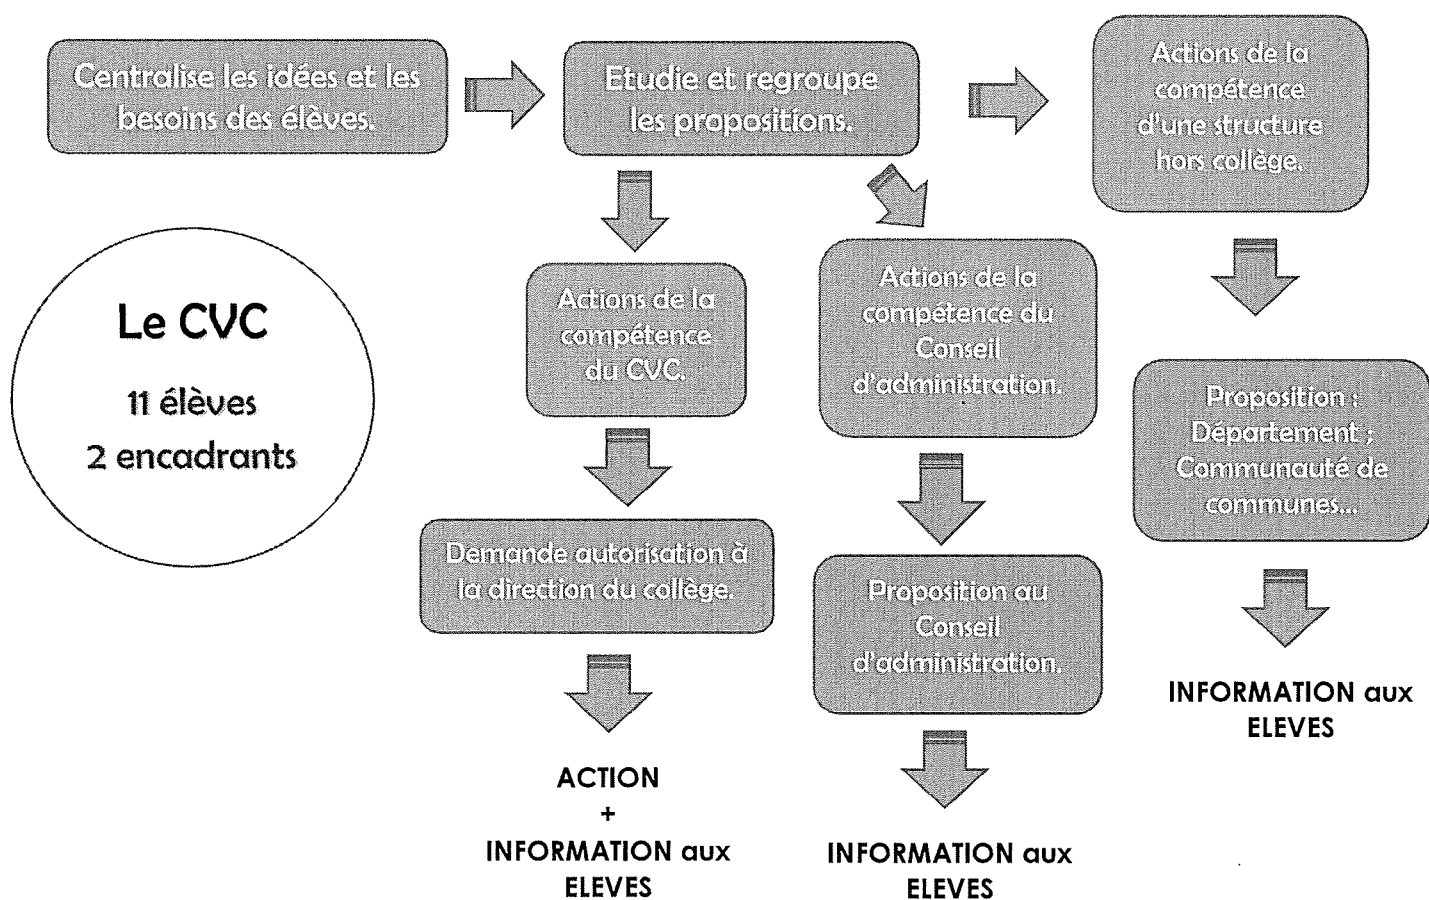 Centralise les idées et les
besoins des élèves.
Etudie et regroupe
les propositions.
Actions de la
compétence
d'une structure
hors collège.
Le CVC
11 élèves
2 encadrants
Actions de la
compétence
du CVC.
Actions de la
compétence du
Conseil
d'administration.
Proposition :
Département ;
Communauté de
communes...
Demande autorisation à
la direction du collège.
Proposition au
Conseil
d'administration.
INFORMATION aux
ELEVES
ACTION
+
INFORMATION aux
ELEVES
INFORMATION aux
ELEVES